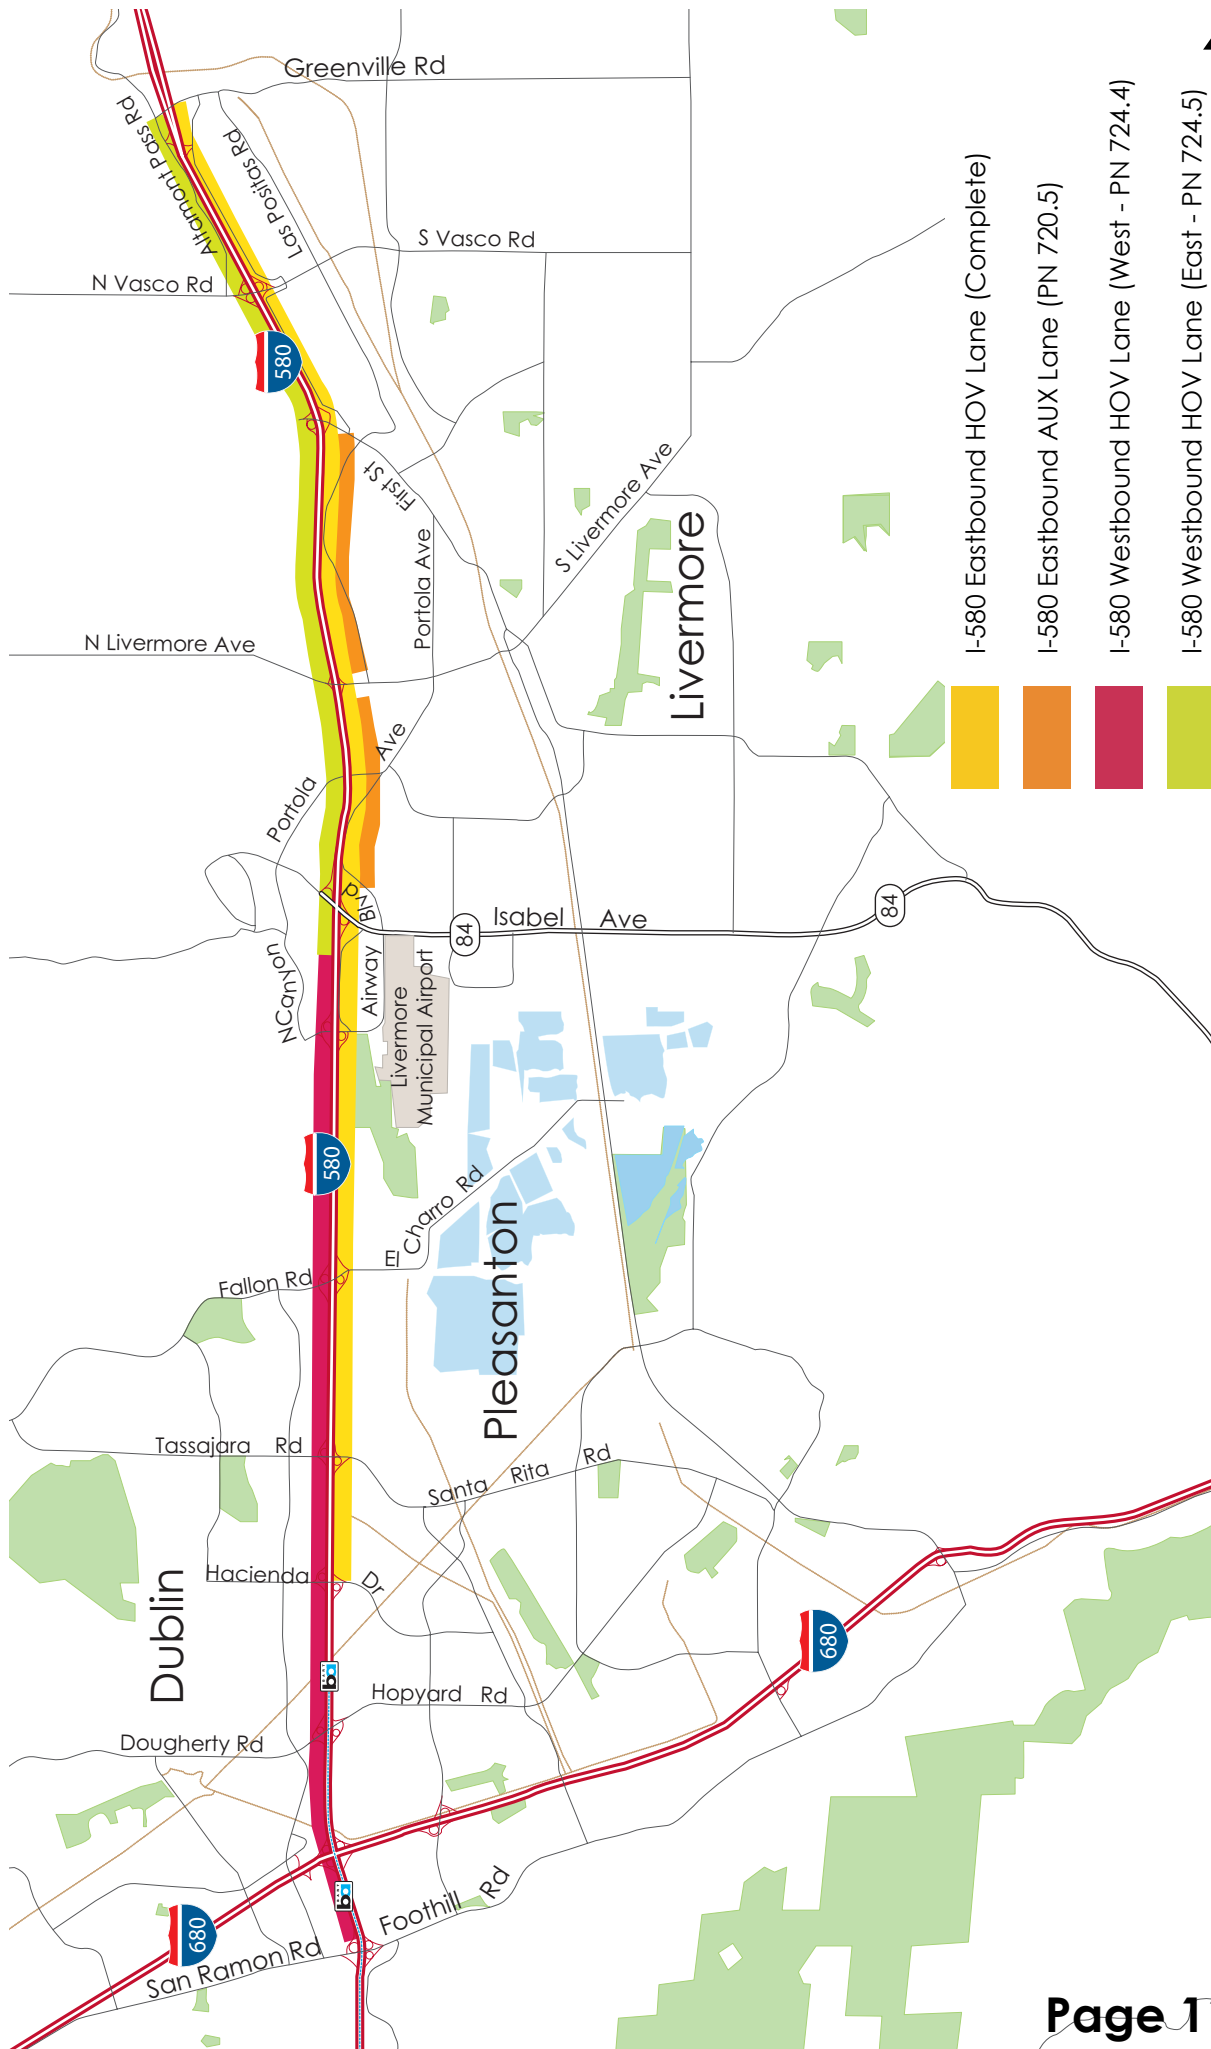 Greenville Rd
Altamont Pass Rd
Las Positas Rd
S Vasco Rd
N Vasco Rd
580
First St
Portola Ave
S Livermore Ave
N Livermore Ave
Livermore
Portola
Ave
Blvd
Airway
84
Isabel Ave
84
N Canyon
Livermore
Municipal Airport
580
El Charro Rd
Fallon Rd
Pleasanton
Tassajara Rd
Santa Rita Rd
Hacienda
Dr
Dublin
Hopyard Rd
Dougherty Rd
680
680
Foothill Rd
San Ramon Rd
I-580 Eastbound HOV Lane (Complete)
I-580 Eastbound AUX Lane (PN 720.5)
I-580 Westbound HOV Lane (West - PN 724.4)
I-580 Westbound HOV Lane (East - PN 724.5)
Page 1